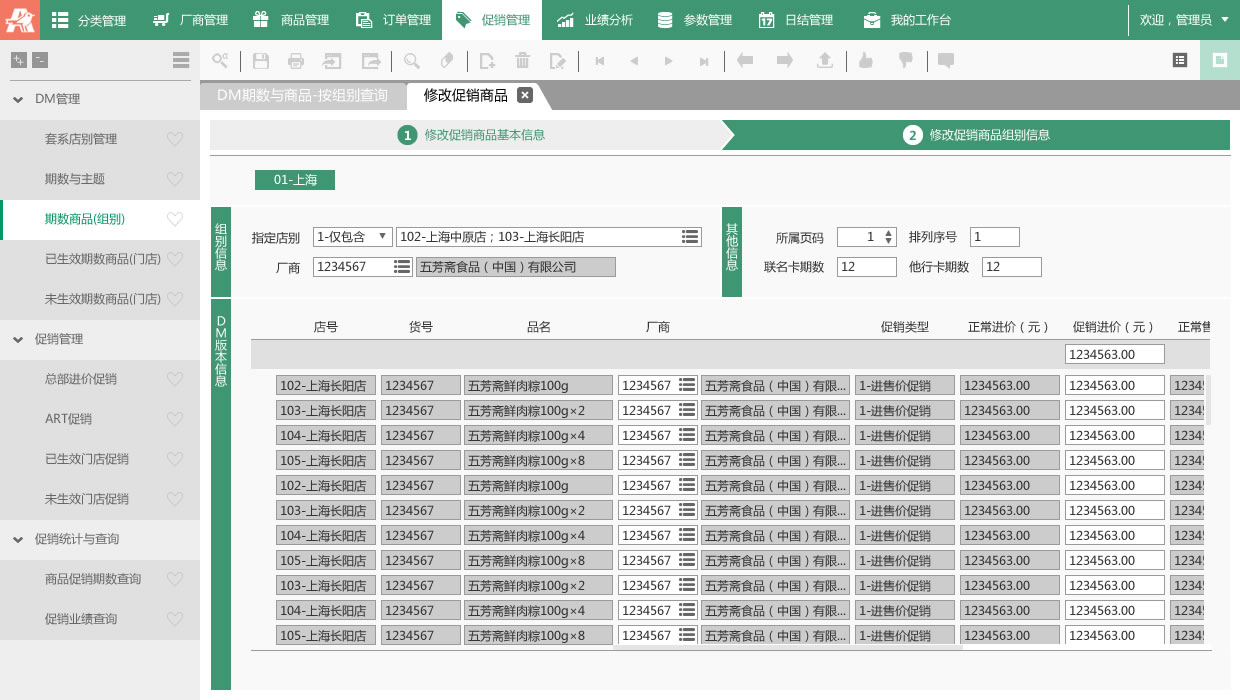 分类管理 厂商管理 商品管理 订单管理 促销管理 业绩分析 参数管理 日结管理 我的工作台 欢迎，管理员
DM管理
套系店别管理
期数与主题
期数商品(组别)
已生效期数商品(门店)
未生效期数商品(门店)
促销管理
总部进价促销
ART促销
已生效门店促销
未生效门店促销
促销统计与查询
商品促销期数查询
促销业绩查询
DM期数与商品-按组别查询 修改促销商品
1 修改促销商品基本信息 2 修改促销商品组别信息
01-上海
组别信息
指定店别 1-仅包含 102-上海中原店；103-上海长阳店
厂商 1234567 五芳斋食品（中国）有限公司
其他信息
所属页码 1 排列序号 1
联名卡期数 12 他行卡期数 12
DM版本信息
店号 货号 品名 厂商 促销类型 正常进价（元） 促销进价（元） 正常售
1234563.00
102-上海长阳店 1234567 五芳斋鲜肉粽100g 1234567 五芳斋食品（中国）有限... 1-进售价促销 1234563.00 1234563.00 1234
103-上海长阳店 1234567 五芳斋鲜肉粽100g×2 1234567 五芳斋食品（中国）有限... 1-进售价促销 1234563.00 1234563.00 1234
104-上海长阳店 1234567 五芳斋鲜肉粽100g×4 1234567 五芳斋食品（中国）有限... 1-进售价促销 1234563.00 1234563.00 1234
105-上海长阳店 1234567 五芳斋鲜肉粽100g×8 1234567 五芳斋食品（中国）有限... 1-进售价促销 1234563.00 1234563.00 1234
102-上海长阳店 1234567 五芳斋鲜肉粽100g 1234567 五芳斋食品（中国）有限... 1-进售价促销 1234563.00 1234563.00 1234
103-上海长阳店 1234567 五芳斋鲜肉粽100g×2 1234567 五芳斋食品（中国）有限... 1-进售价促销 1234563.00 1234563.00 1234
104-上海长阳店 1234567 五芳斋鲜肉粽100g×4 1234567 五芳斋食品（中国）有限... 1-进售价促销 1234563.00 1234563.00 1234
105-上海长阳店 1234567 五芳斋鲜肉粽100g×8 1234567 五芳斋食品（中国）有限... 1-进售价促销 1234563.00 1234563.00 1234
103-上海长阳店 1234567 五芳斋鲜肉粽100g×2 1234567 五芳斋食品（中国）有限... 1-进售价促销 1234563.00 1234563.00 1234
104-上海长阳店 1234567 五芳斋鲜肉粽100g×4 1234567 五芳斋食品（中国）有限... 1-进售价促销 1234563.00 1234563.00 1234
105-上海长阳店 1234567 五芳斋鲜肉粽100g×8 1234567 五芳斋食品（中国）有限... 1-进售价促销 1234563.00 1234563.00 1234